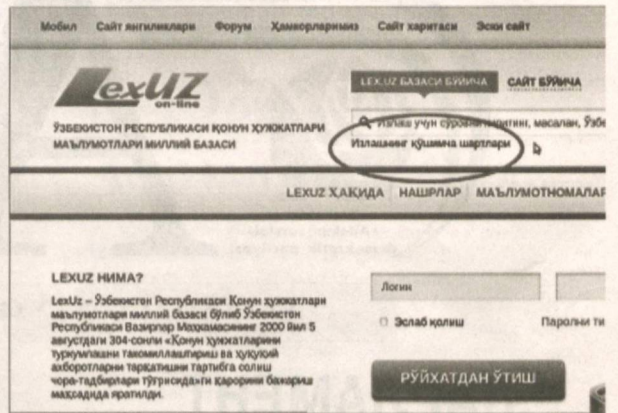 Мобил Сайт янгиликлари Форум Ҳамкорларимиз Сайт харитаси Эски сайт
LexUZ
on-line
LEX.UZ БАЗАСИ БЎЙИЧА САЙТ БЎЙИЧА
ЎЗБЕКИСТОН РЕСПУБЛИКАСИ ҚОНУН ҲУЖЖАТЛАРИ
МАЪЛУМОТЛАРИ МИЛЛИЙ БАЗАСИ
Излаш учун сўровни киритинг, масалан, Ўзбе
Излашнинг қўшимча шартлари
LEXUZ ҲАҚИДА НАШРЛАР МАЪЛУМОТНОМАЛАР
LEXUZ НИМА?
LexUz – Ўзбекистон Республикаси Қонун ҳужжатлари
маълумотлари миллий базаси бўлиб Ўзбекистон
Республикаси Вазирлар Маҳкамасининг 2000 йил 5
августдаги 304-сонли «Қонун ҳужжатларини
туркумлашни такомиллаштириш ва ҳуқуқий
ахборотларни тарқатишни тартибга солиш
чора-тадбирлари тўғрисида»ги қарорини бажариш
мақсадида яратилди.
Логин
Эслаб қолиш Паролни ти
РЎЙХАТДАН ЎТИШ